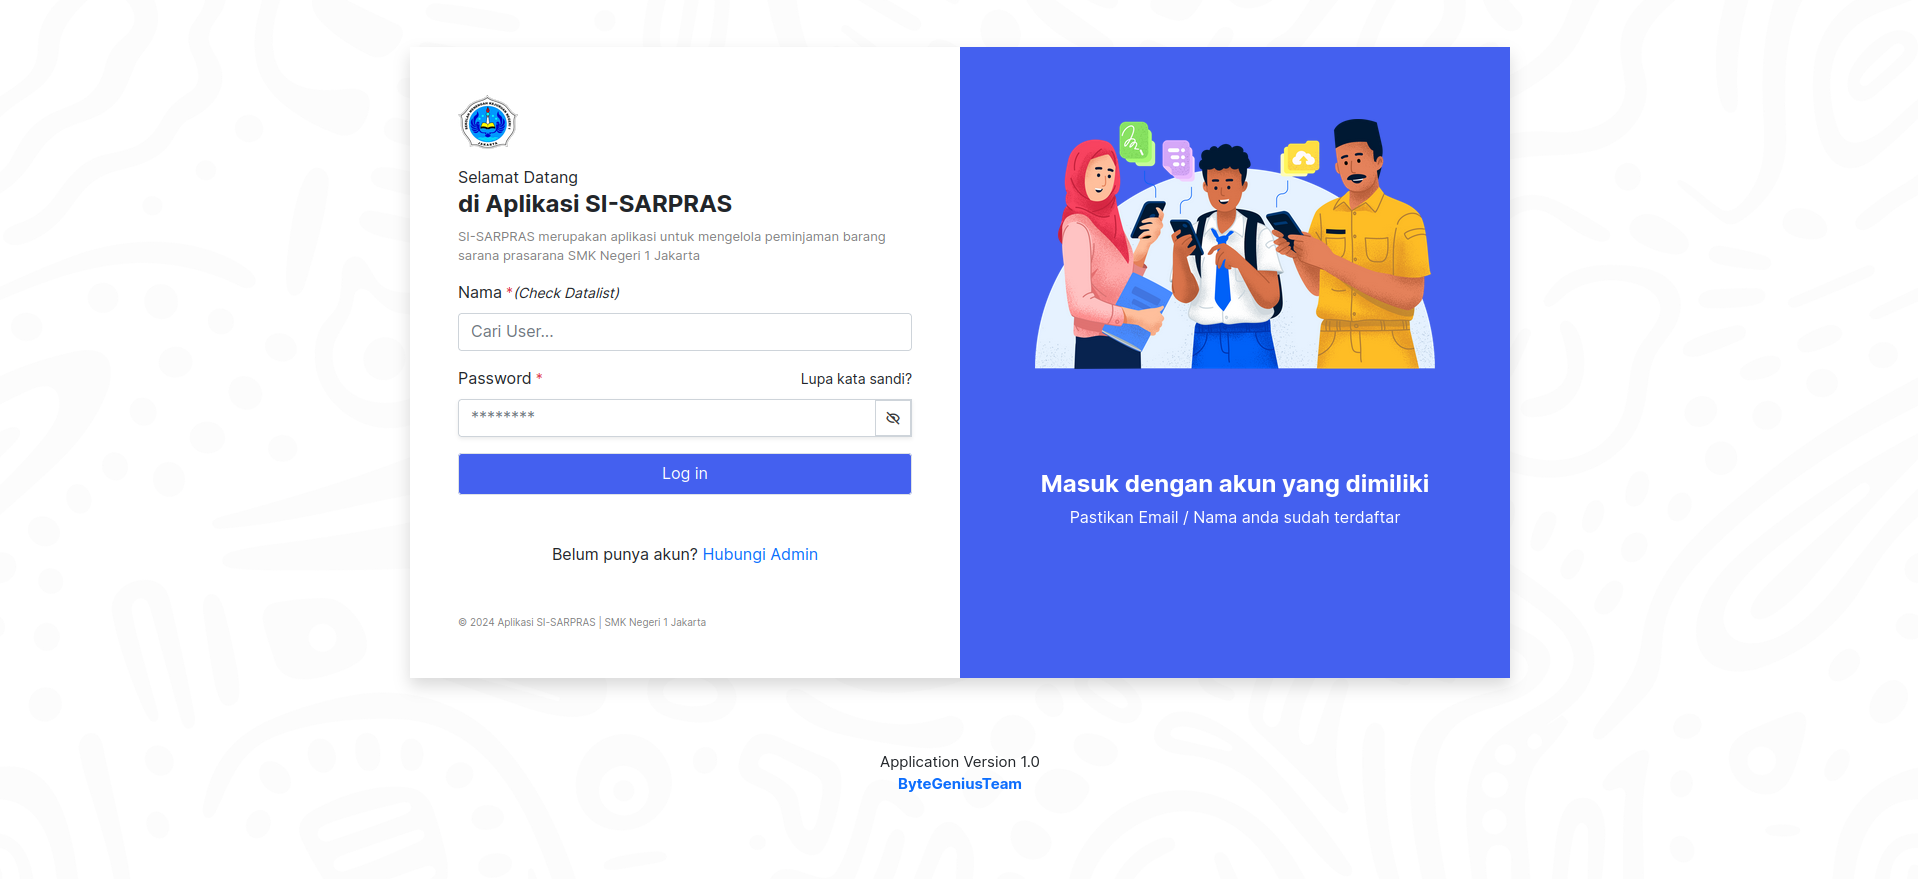 Selamat Datang
di Aplikasi SI-SARPRAS
SI-SARPRAS merupakan aplikasi untuk mengelola peminjaman barang
sarana prasarana SMK Negeri 1 Jakarta
Nama *(Check Datalist)
Cari User...
Password *
Lupa kata sandi?
********
Log in
Belum punya akun? Hubungi Admin
© 2024 Aplikasi SI-SARPRAS | SMK Negeri 1 Jakarta
Masuk dengan akun yang dimiliki
Pastikan Email / Nama anda sudah terdaftar
Application Version 1.0
ByteGeniusTeam